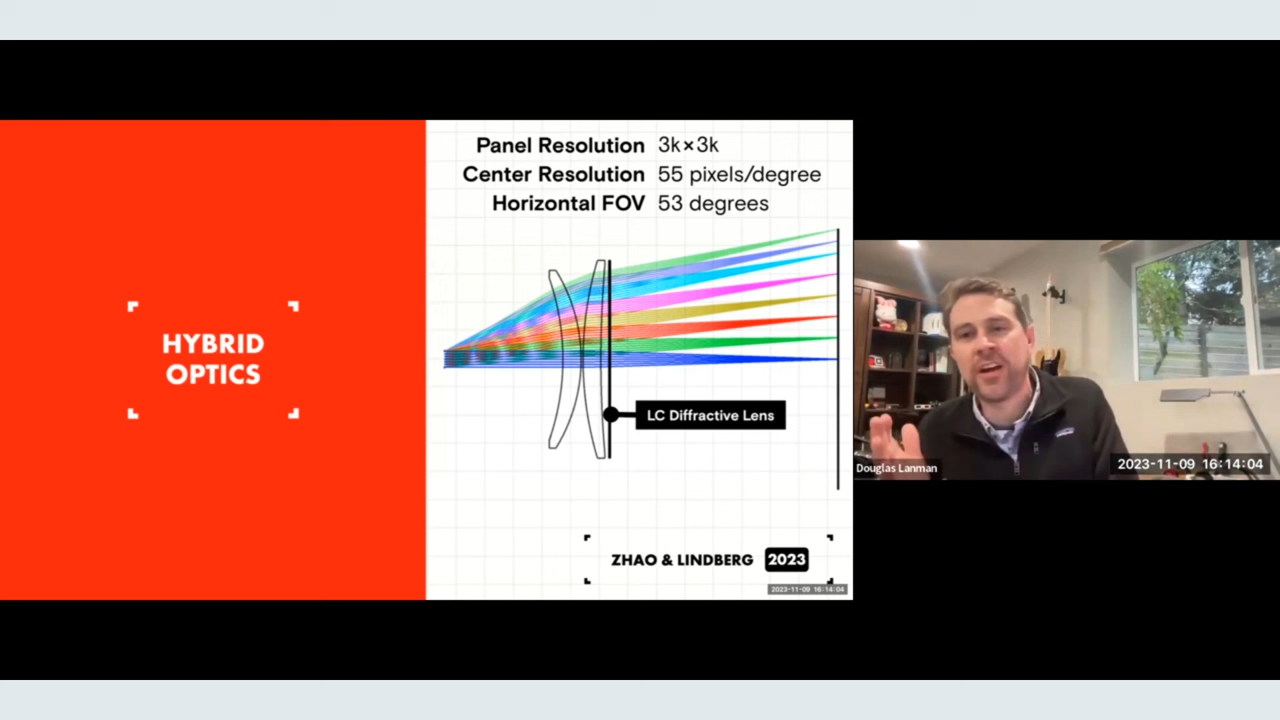 HYBRID
OPTICS
Panel Resolution 3k×3k
Center Resolution 55 pixels/degree
Horizontal FOV 53 degrees
LC Diffractive Lens
ZHAO & LINDBERG 2023
2023-11-09 16:14:04
Douglas Lanman
2023-11-09 16:14:04